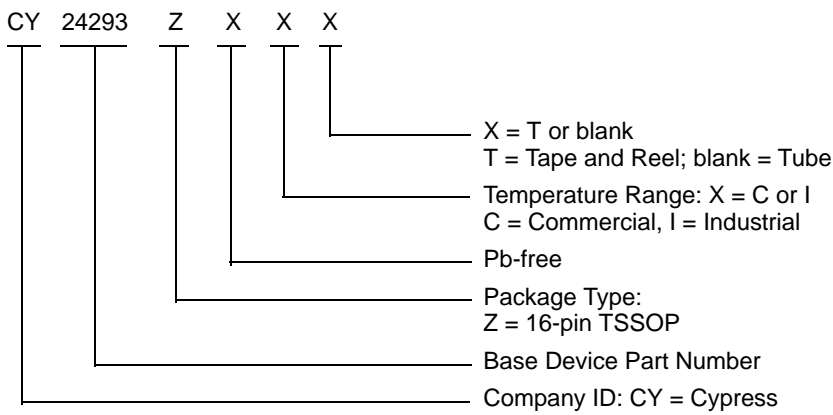 CY 24293 Z X X X
X = T or blank
T = Tape and Reel; blank = Tube
Temperature Range: X = C or I
C = Commercial, I = Industrial
Pb-free
Package Type:
Z = 16-pin TSSOP
Base Device Part Number
Company ID: CY = Cypress